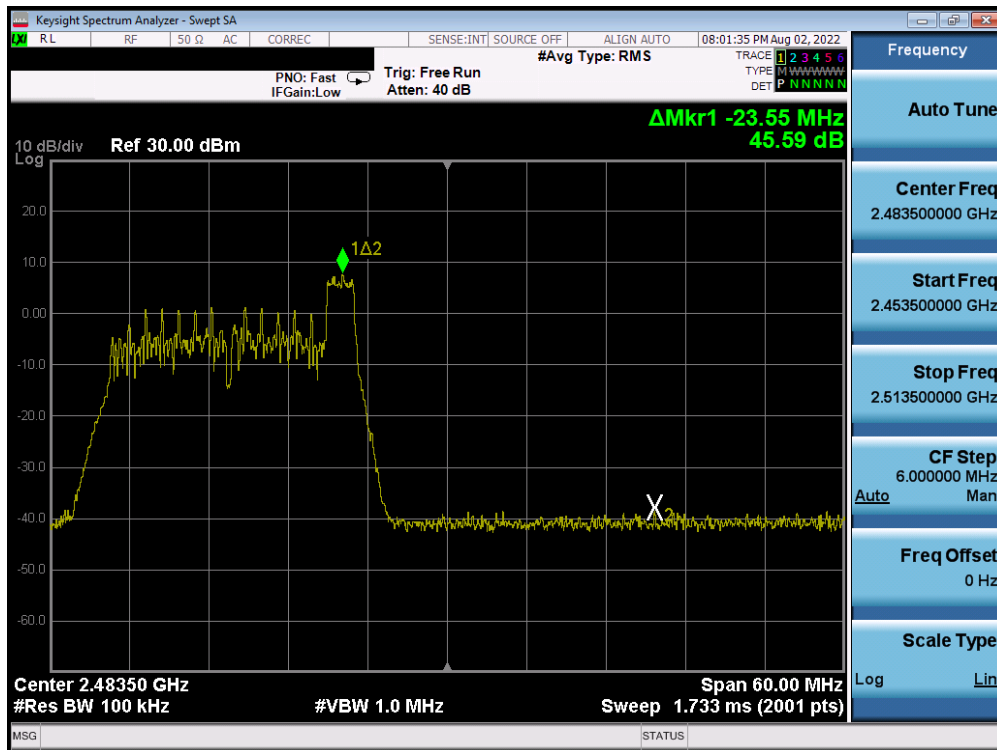 Keysight Spectrum Analyzer - Swept SA
LXI RL RF 50 Ω AC CORREC SENSE:INT SOURCE OFF ALIGN AUTO 08:01:35 PM Aug 02, 2022
#Avg Type: RMS
TRACE 1 2 3 4 5 6
PNO: Fast Trig: Free Run
TYPE M WWWWW
IFGain:Low Atten: 40 dB
DET P N N N N N
ΔMkr1 -23.55 MHz
45.59 dB
10 dB/div Ref 30.00 dBm
Log
20.0
1Δ2
10.0
0.00
-10.0
-20.0
-30.0
-40.0
X2
-50.0
-60.0
Center 2.48350 GHz Span 60.00 MHz
#Res BW 100 kHz #VBW 1.0 MHz Sweep 1.733 ms (2001 pts)
MSG STATUS
Frequency
Auto Tune
Center Freq
2.483500000 GHz
Start Freq
2.453500000 GHz
Stop Freq
2.513500000 GHz
CF Step
6.000000 MHz
Auto Man
Freq Offset
0 Hz
Scale Type
Log Lin